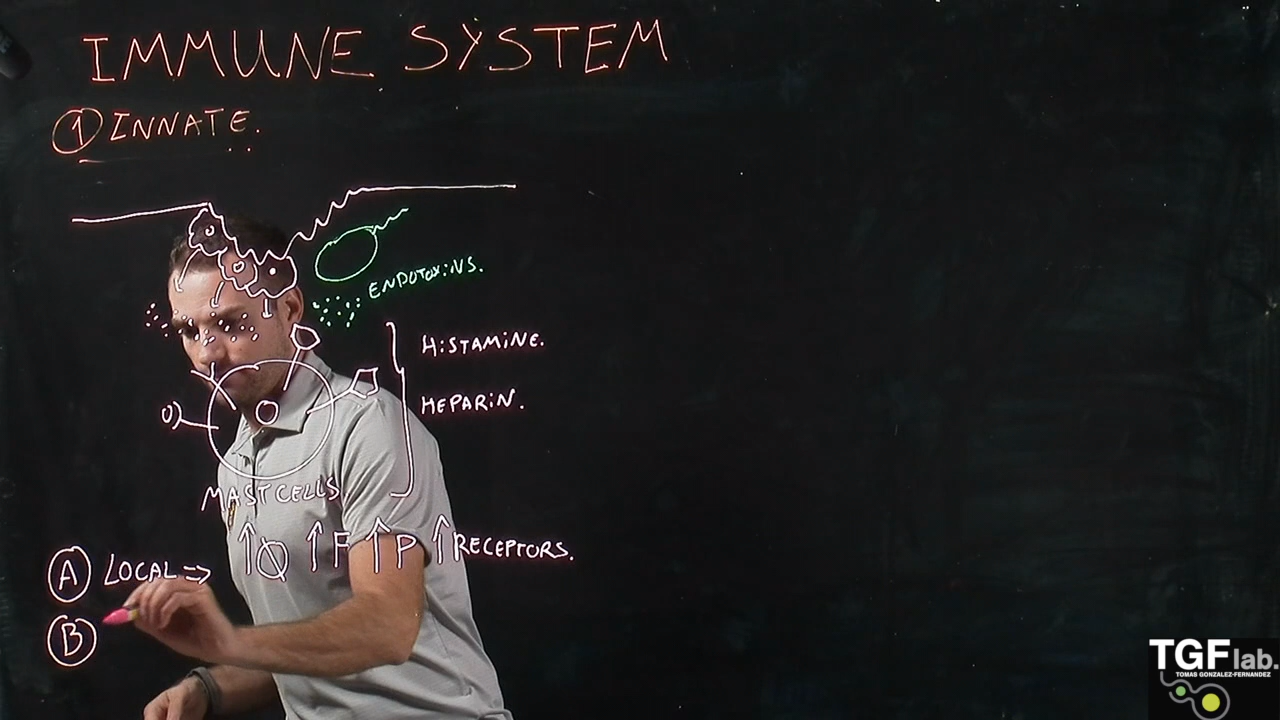 IMMUNE SYSTEM
① INNATE.
ENDOTOXINS.
HISTAMINE.
HEPARIN.
MAST CELLS
Ⓐ LOCAL => ↑Ø ↑F ↑P ↑RECEPTORS.
Ⓑ
TGF lab.
TOMAS GONZALEZ-FERNANDEZ